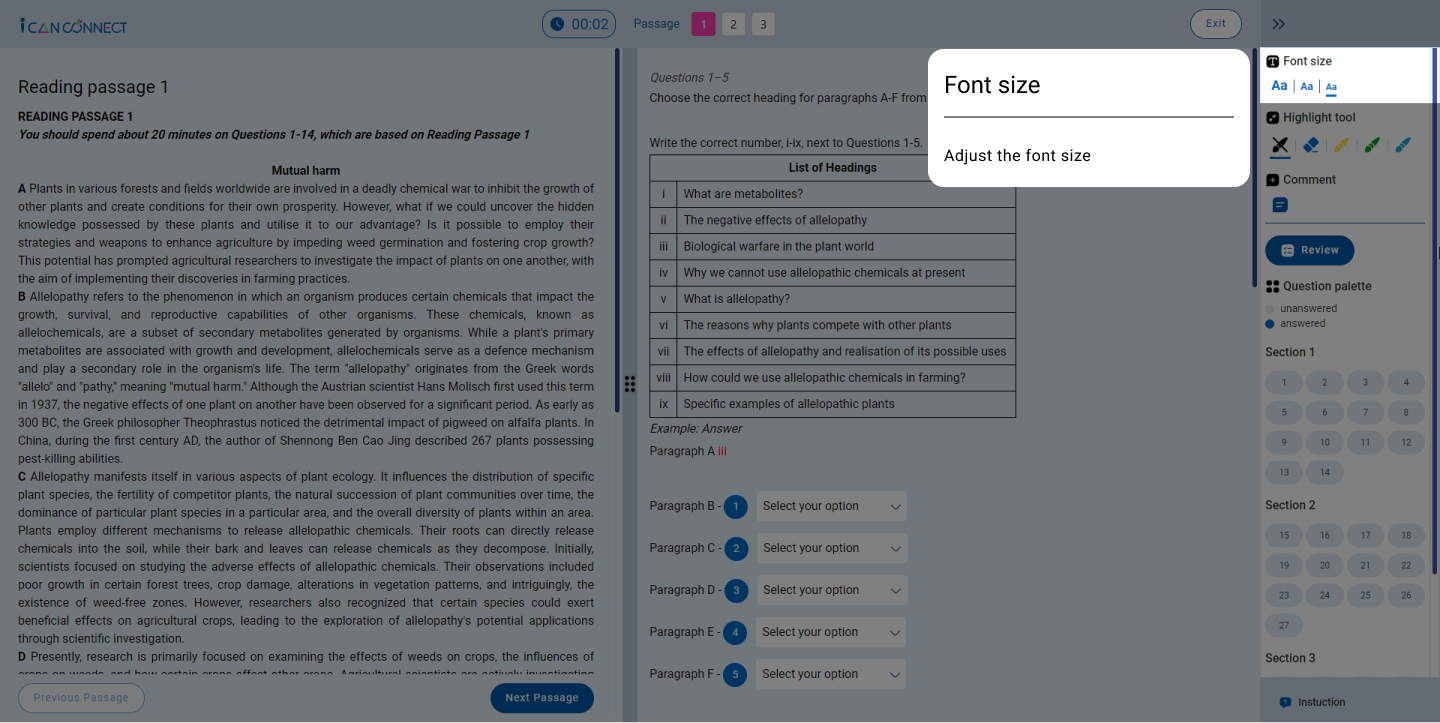 i CAN CONNECT
00:02
Passage
1
2
3
Exit
Reading passage 1
READING PASSAGE 1
You should spend about 20 minutes on Questions 1-14, which are based on Reading Passage 1
Mutual harm
A Plants in various forests and fields worldwide are involved in a deadly chemical war to inhibit the growth of
other plants and create conditions for their own prosperity. However, what if we could uncover the hidden
knowledge possessed by these plants and utilise it to our advantage? Is it possible to employ their
strategies and weapons to enhance agriculture by impeding weed germination and fostering crop growth?
This potential has prompted agricultural researchers to investigate the impact of plants on one another, with
the aim of implementing their discoveries in farming practices.
B Allelopathy refers to the phenomenon in which an organism produces certain chemicals that impact the
growth, survival, and reproductive capabilities of other organisms. These chemicals, known as
allelochemicals, are a subset of secondary metabolites generated by organisms. While a plant's primary
metabolites are associated with growth and development, allelochemicals serve as a defence mechanism
and play a secondary role in the organism's life. The term "allelopathy" originates from the Greek words
"allelo" and "pathy," meaning "mutual harm." Although the Austrian scientist Hans Molisch first used this term
in 1937, the negative effects of one plant on another have been observed for a significant period. As early as
300 BC, the Greek philosopher Theophrastus noticed the detrimental impact of pigweed on alfalfa plants. In
China, during the first century AD, the author of Shennong Ben Cao Jing described 267 plants possessing
pest-killing abilities.
C Allelopathy manifests itself in various aspects of plant ecology. It influences the distribution of specific
plant species, the fertility of competitor plants, the natural succession of plant communities over time, the
dominance of particular plant species in a particular area, and the overall diversity of plants within an area.
Plants employ different mechanisms to release allelopathic chemicals. Their roots can directly release
chemicals into the soil, while their bark and leaves can release chemicals as they decompose. Initially,
scientists focused on studying the adverse effects of allelopathic chemicals. Their observations included
poor growth in certain forest trees, crop damage, alterations in vegetation patterns, and intriguingly, the
existence of weed-free zones. However, researchers also recognized that certain species could exert
beneficial effects on agricultural crops, leading to the exploration of allelopathy's potential applications
through scientific investigation.
D Presently, research is primarily focused on examining the effects of weeds on crops, the influences of
crops on weeds, and how certain crops affect other crops. Agricultural scientists are actively investigating
Previous Passage
Next Passage
Questions 1–5
Choose the correct heading for paragraphs A-F from
Write the correct number, i-ix, next to Questions 1-5.
List of Headings
i What are metabolites?
ii The negative effects of allelopathy
iii Biological warfare in the plant world
iv Why we cannot use allelopathic chemicals at present
v What is allelopathy?
vi The reasons why plants compete with other plants
vii The effects of allelopathy and realisation of its possible uses
viii How could we use allelopathic chemicals in farming?
ix Specific examples of allelopathic plants
Example: Answer
Paragraph A iii
Paragraph B - 1 Select your option
Paragraph C - 2 Select your option
Paragraph D - 3 Select your option
Paragraph E - 4 Select your option
Paragraph F - 5 Select your option
Font size
Adjust the font size
T Font size
Aa | Aa | Aa
Highlight tool
Comment
Review
Question palette
unanswered
answered
Section 1
1 2 3 4
5 6 7 8
9 10 11 12
13 14
Section 2
15 16 17 18
19 20 21 22
23 24 25 26
27
Section 3
Instuction